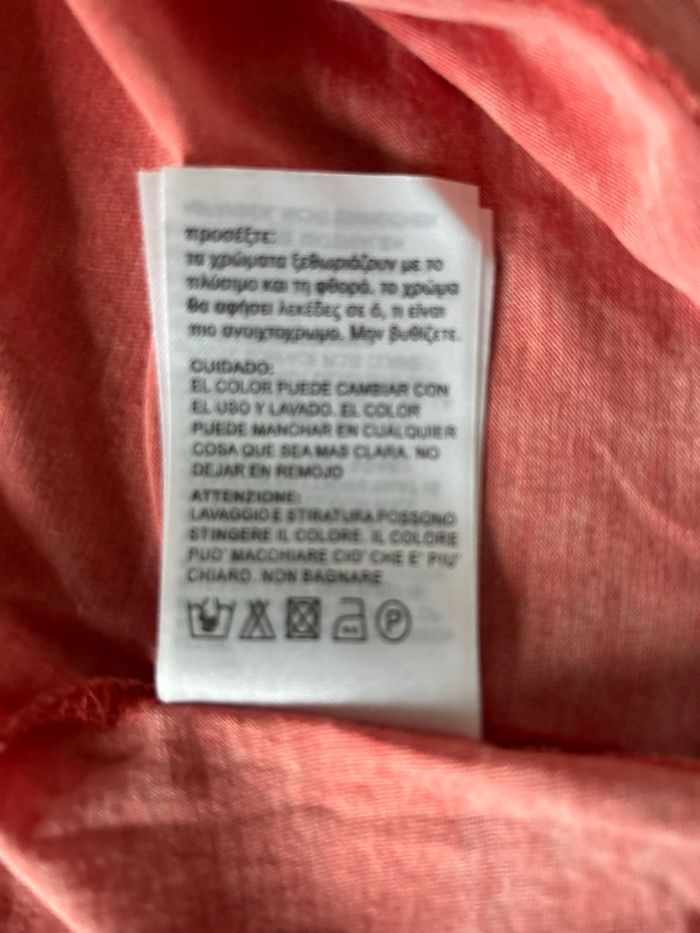 προσέξτε:
τα χρώματα ξεθωριάζουν με το
πλύσιμο και τη φθορά. το χρώμα
θα αφήσει λεκέδες σε ό, τι είναι
πιο ανοιχτοχρωμο. Μην βυθίζετε.
CUIDADO:
EL COLOR PUEDE CAMBIAR CON
EL USO Y LAVADO. EL COLOR
PUEDE MANCHAR EN CUALQUIER
COSA QUE SEA MAS CLARA. NO
DEJAR EN REMOJO
ATTENZIONE:
LAVAGGIO E STIRATURA POSSONO
STINGERE IL COLORE. IL COLORE
PUO' MACCHIARE CIO' CHE E' PIU'
CHIARO. NON BAGNARE.
P